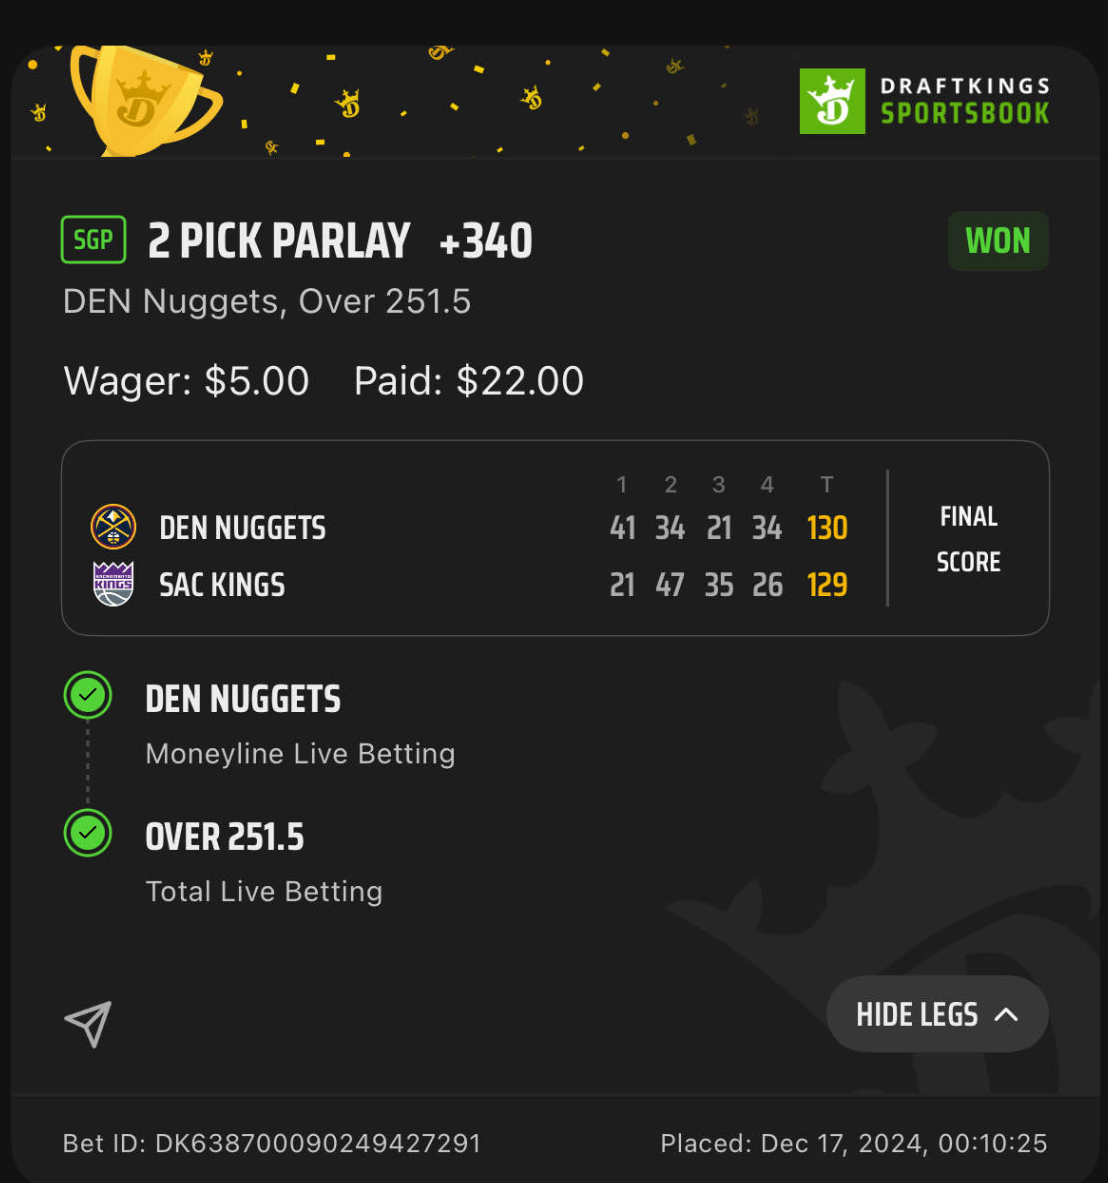 DRAFTKINGS
SPORTSBOOK
SGP 2 PICK PARLAY +340 WON
DEN Nuggets, Over 251.5
Wager: $5.00 Paid: $22.00
1 2 3 4 T
DEN NUGGETS 41 34 21 34 130
SAC KINGS 21 47 35 26 129
FINAL
SCORE
DEN NUGGETS
Moneyline Live Betting
OVER 251.5
Total Live Betting
HIDE LEGS
Bet ID: DK638700090249427291 Placed: Dec 17, 2024, 00:10:25